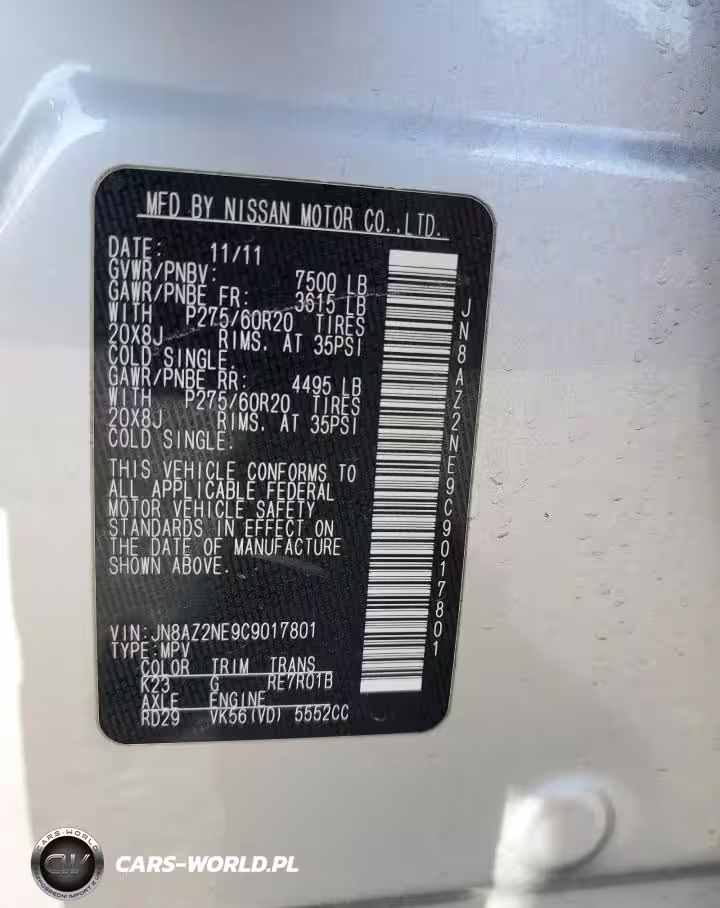 MFD BY NISSAN MOTOR CO.,LTD.
DATE: 11/11
GVWR/PNBV: 7500 LB
GAWR/PNBE FR: 3615 LB
WITH P275/60R20 TIRES
20X8J RIMS. AT 35PSI
COLD SINGLE.
GAWR/PNBE RR: 4495 LB
WITH P275/60R20 TIRES
20X8J RIMS. AT 35PSI
COLD SINGLE.
THIS VEHICLE CONFORMS TO
ALL APPLICABLE FEDERAL
MOTOR VEHICLE SAFETY
STANDARDS IN EFFECT ON
THE DATE OF MANUFACTURE
SHOWN ABOVE.
VIN:JN8AZ2NE9C9017801
TYPE:MPV
COLOR TRIM TRANS
K23 G RE7R01B
AXLE ENGINE
RD29 VK56(VD) 5552CC
JN8AZ2NE9C9017801
CARS-WORLD
CW
CARS-WORLD.PL